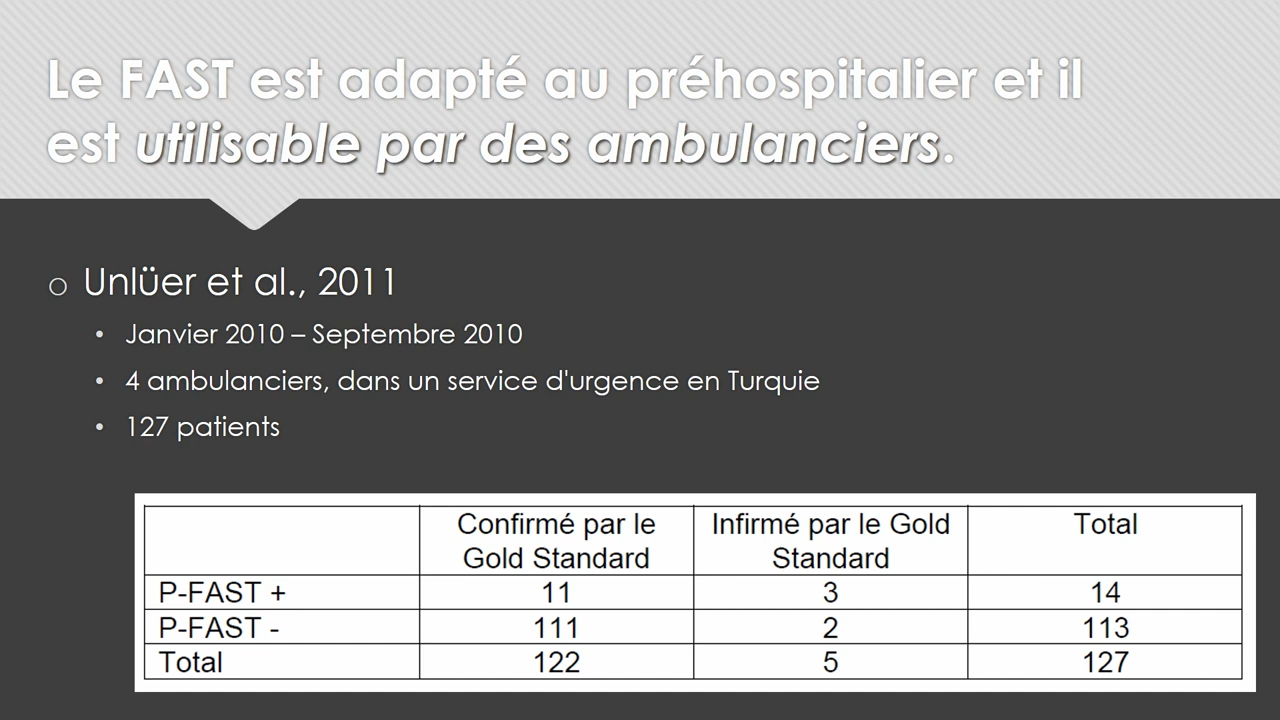 Le FAST est adapté au préhospitalier et il
est utilisable par des ambulanciers.
o Unlüer et al., 2011
• Janvier 2010 – Septembre 2010
• 4 ambulanciers, dans un service d'urgence en Turquie
• 127 patients
Confirmé par le Gold Standard Infirmé par le Gold Standard Total
P-FAST + 11 3 14
P-FAST - 111 2 113
Total 122 5 127